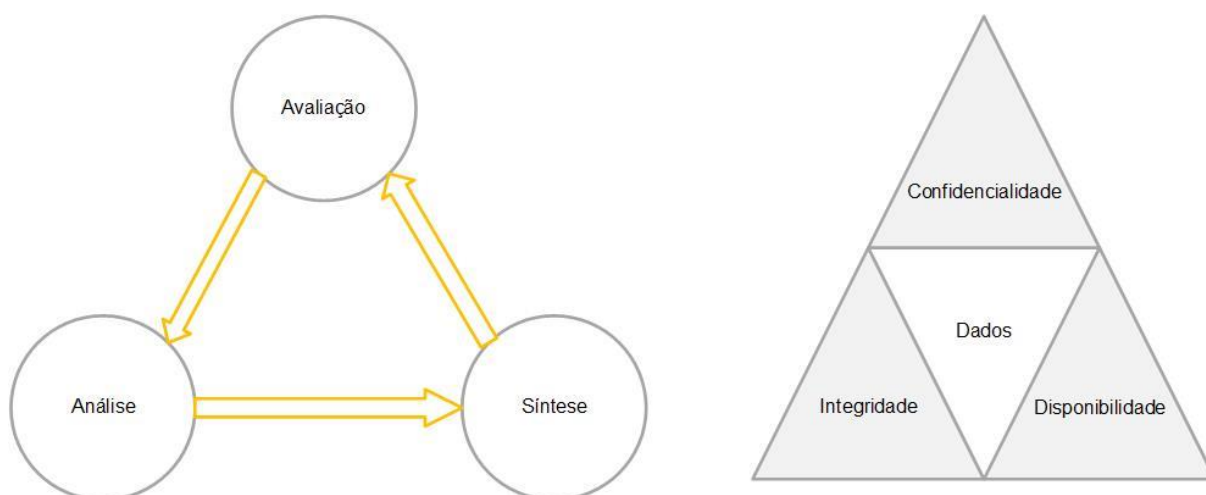 Avaliação
Análise
Síntese
Confidencialidade
Dados
Integridade
Disponibilidade